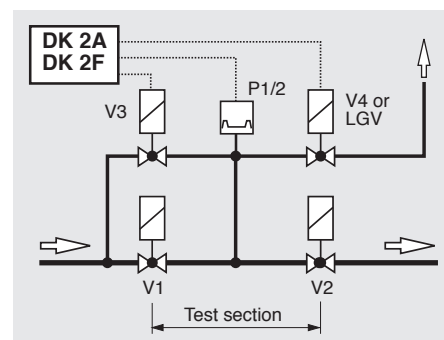 DK 2A
DK 2F
P1/2
V3
V4 or
LGV
V1
V2
Test section